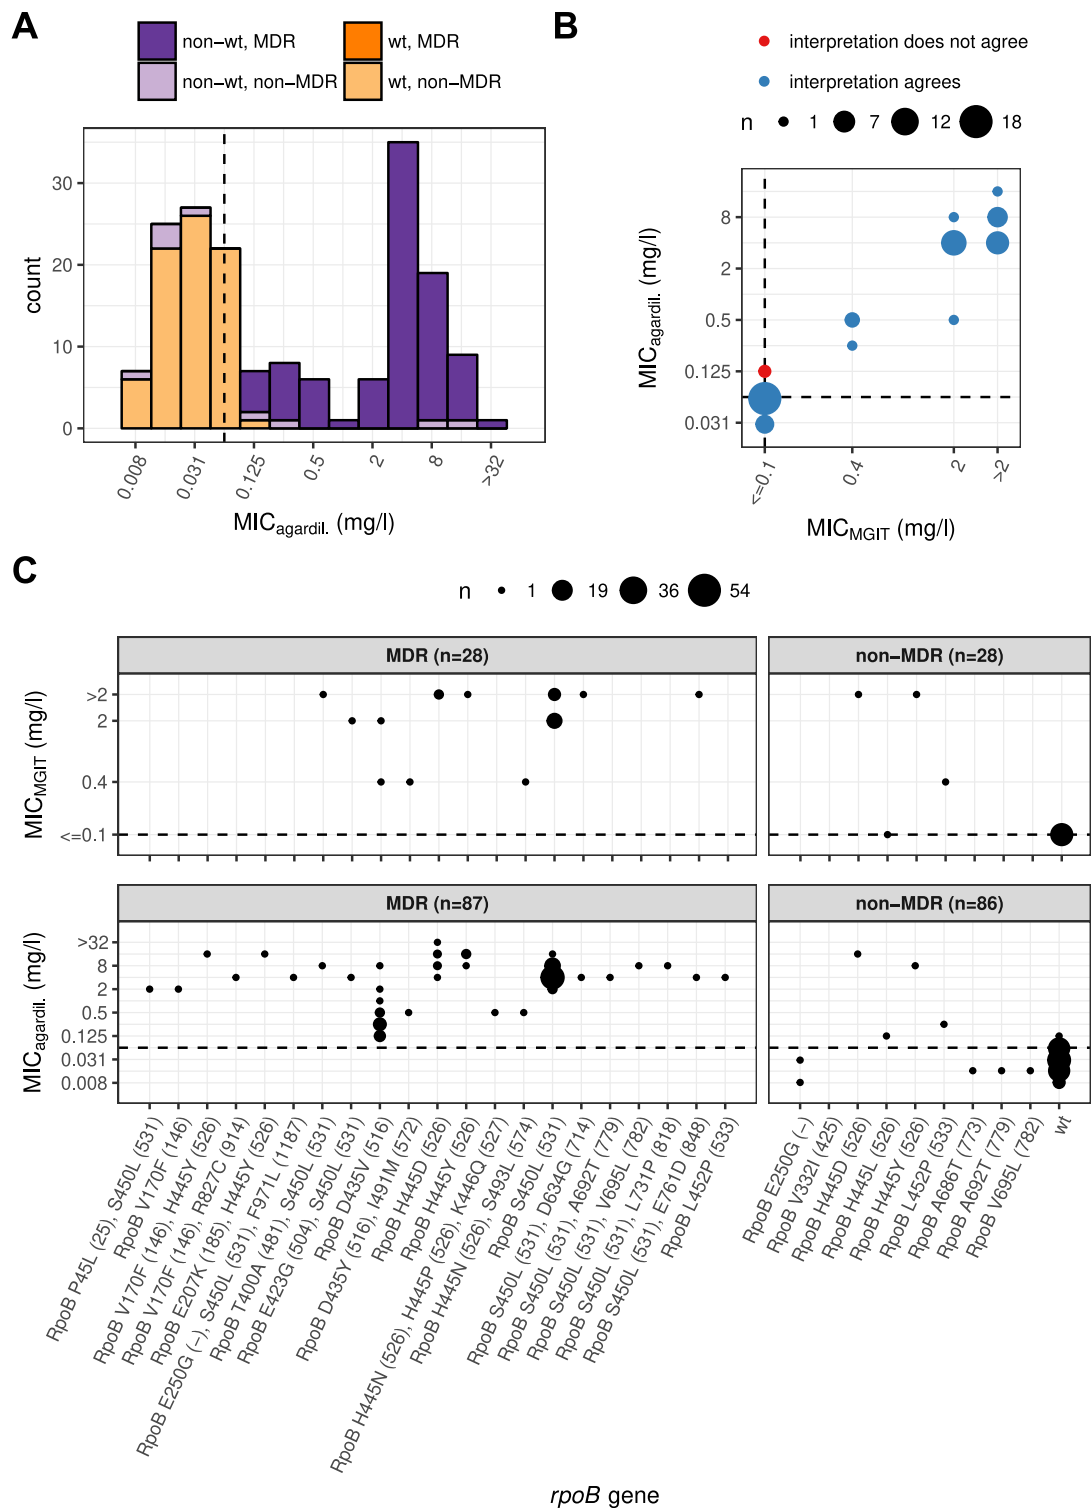 A
non-wt, MDR
wt, MDR
non-wt, non-MDR
wt, non-MDR
count
30
20
10
0
0.008
0.031
0.125
0.5
2
8
>32
MICagardil. (mg/l)
B
interpretation does not agree
interpretation agrees
n 1 7 12 18
MICagardil. (mg/l)
8
2
0.5
0.125
0.031
<=0.1
0.4
2
>2
MICMGIT (mg/l)
C
n 1 19 36 54
MDR (n=28)
non-MDR (n=28)
MICMGIT (mg/l)
>2
2
0.4
<=0.1
MDR (n=87)
non-MDR (n=86)
MICagardil. (mg/l)
>32
8
2
0.5
0.125
0.031
0.008
RpoB P45L (25), S450L (531)
RpoB V170F (146)
RpoB V170F (146), H445Y (526)
RpoB V170F (146), R827C (914)
RpoB E207K (185), H445Y (526)
RpoB E250G (-), S450L (531), F971L (1187)
RpoB T400A (481), S450L (531)
RpoB E423G (504), S450L (531)
RpoB D435V (516)
RpoB D435Y (516), I491M (572)
RpoB H445D (526)
RpoB H445Y (526)
RpoB H445N (526), H445P (526), K446Q (527)
RpoB H445N (526), S493L (574)
RpoB S450L (531)
RpoB S450L (531), D634G (714)
RpoB S450L (531), A692T (779)
RpoB S450L (531), V695L (782)
RpoB S450L (531), L731P (818)
RpoB S450L (531), E761D (848)
RpoB L452P (533)
RpoB E250G (-)
RpoB V332I (425)
RpoB H445D (526)
RpoB H445L (526)
RpoB H445Y (526)
RpoB L452P (533)
RpoB A686T (773)
RpoB A692T (779)
RpoB V695L (782)
wt
rpoB gene